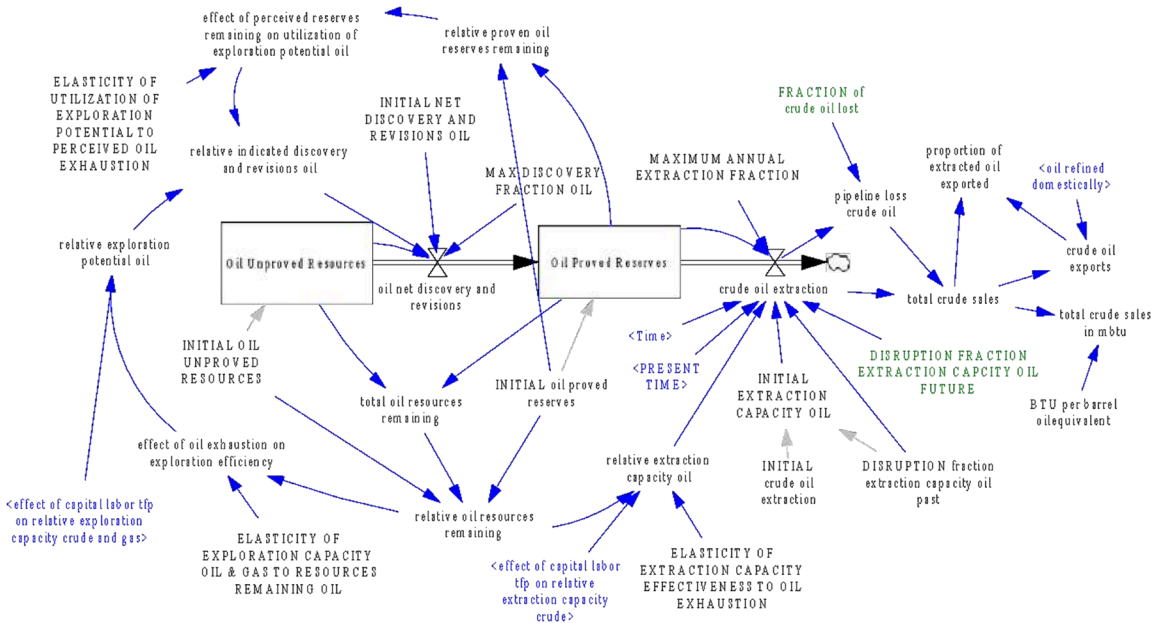 effect of perceived reserves
remaining on utilization of
exploration potential oil
relative proven oil
reserves remaining
ELASTICITY OF
UTILIZATION OF
EXPLORATION
POTENTIAL TO
PERCEIVED OIL
EXHAUSTION
INITIAL NET
DISCOVERY AND
REVISIONS OIL
FRACTION of
crude oil lost
relative indicated discovery
and revisions oil
MAX DISCOVERY
FRACTION OIL
MAXIMUM ANNUAL
EXTRACTION FRACTION
proportion of
extracted oil
exported
<oil refined
domestically>
pipeline loss
crude oil
relative exploration
potential oil
Oil Unproved Resources
oil net discovery and
revisions
Oil Proved Reserves
crude oil extraction
crude oil
exports
total crude sales
total crude sales
in mbtu
INITIAL OIL
UNPROVED
RESOURCES
<Time>
<PRESENT
TIME>
DISRUPTION FRACTION
EXTRACTION CAPCITY OIL
FUTURE
INITIAL oil proved
reserves
INITIAL
EXTRACTION
CAPACITY OIL
BTU per barrel
oil equivalent
total oil resources
remaining
effect of oil exhaustion on
exploration efficiency
relative extraction
capacity oil
INITIAL
crude oil
extraction
DISRUPTION fraction
extraction capacity oil
past
<effect of capital labor tfp
on relative exploration
capacity crude and gas>
relative oil resources
remaining
ELASTICITY OF
EXPLORATION CAPACITY
OIL & GAS TO RESOURCES
REMAINING OIL
<effect of capital labor
tfp on relative
extraction capacity
crude>
ELASTICITY OF
EXTRACTION CAPACITY
EFFECTIVENESS TO OIL
EXHAUSTION